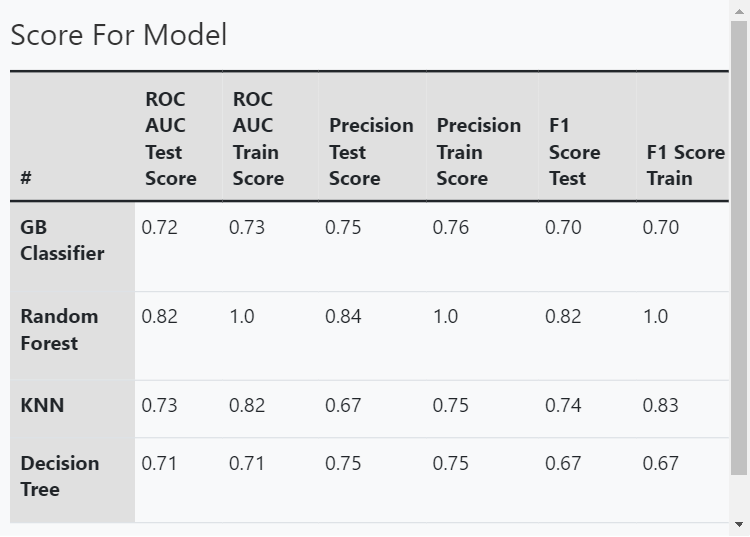 Score For Model
# ROC AUC Test Score ROC AUC Train Score Precision Test Score Precision Train Score F1 Score Test F1 Score Train
GB Classifier 0.72 0.73 0.75 0.76 0.70 0.70
Random Forest 0.82 1.0 0.84 1.0 0.82 1.0
KNN 0.73 0.82 0.67 0.75 0.74 0.83
Decision Tree 0.71 0.71 0.75 0.75 0.67 0.67